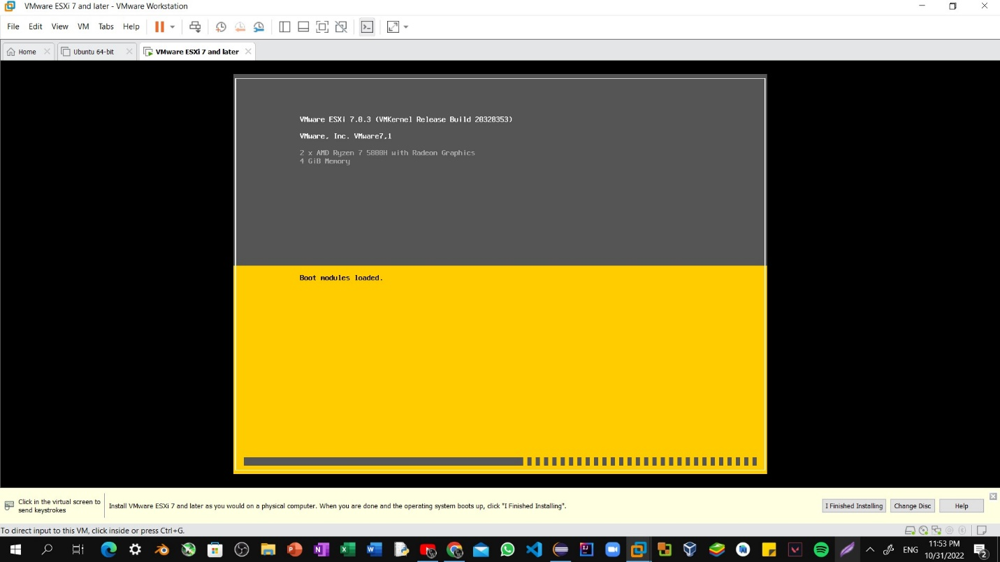 VMware ESXi 7 and later - VMware Workstation
File Edit View VM Tabs Help
Home Ubuntu 64-bit VMware ESXi 7 and later
VMware ESXi 7.0.3 (VMKernel Release Build 20328353)
VMware, Inc. VMware7,1
2 x AMD Ryzen 7 5800H with Radeon Graphics
4 GiB Memory
Boot modules loaded.
Click in the virtual screen to
send keystrokes
Install VMware ESXi 7 and later as you would on a physical computer. When you are done and the operating system boots up, click "I Finished Installing".
I Finished Installing Change Disc Help
To direct input to this VM, click inside or press Ctrl+G.
ENG
11:53 PM
10/31/2022
2